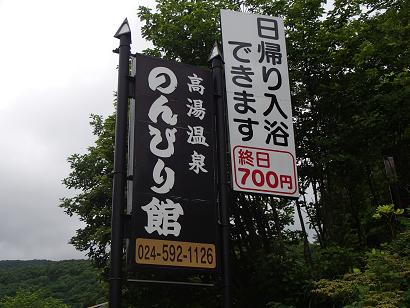 高湯温泉
のんびり館
024-592-1126
日帰り入浴
できます
終日
700円